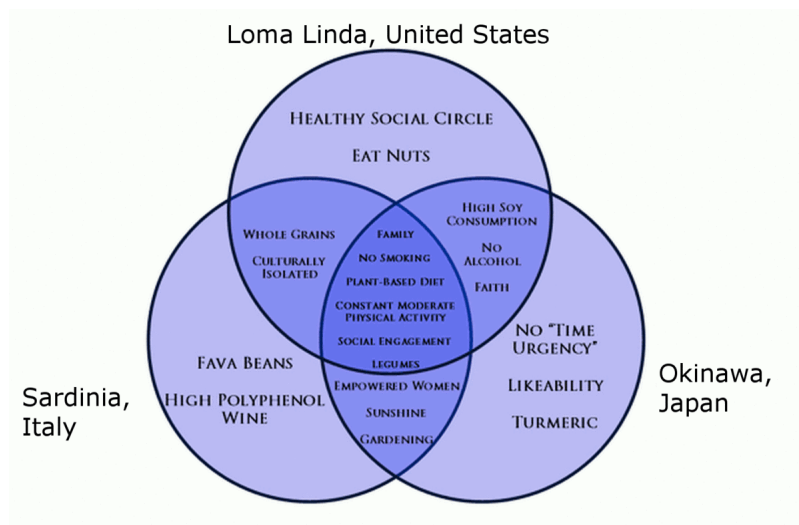 Loma Linda, United States
Healthy Social Circle
Eat Nuts
High Soy
Consumption
No
Alcohol
Faith
Whole Grains
Culturally
Isolated
Family
No Smoking
Plant-Based Diet
Constant Moderate
Physical Activity
Social Engagement
Legumes
Empowered Women
Sunshine
Gardening
Fava Beans
High Polyphenol
Wine
No "Time
Urgency"
Likeability
Turmeric
Sardinia,
Italy
Okinawa,
Japan